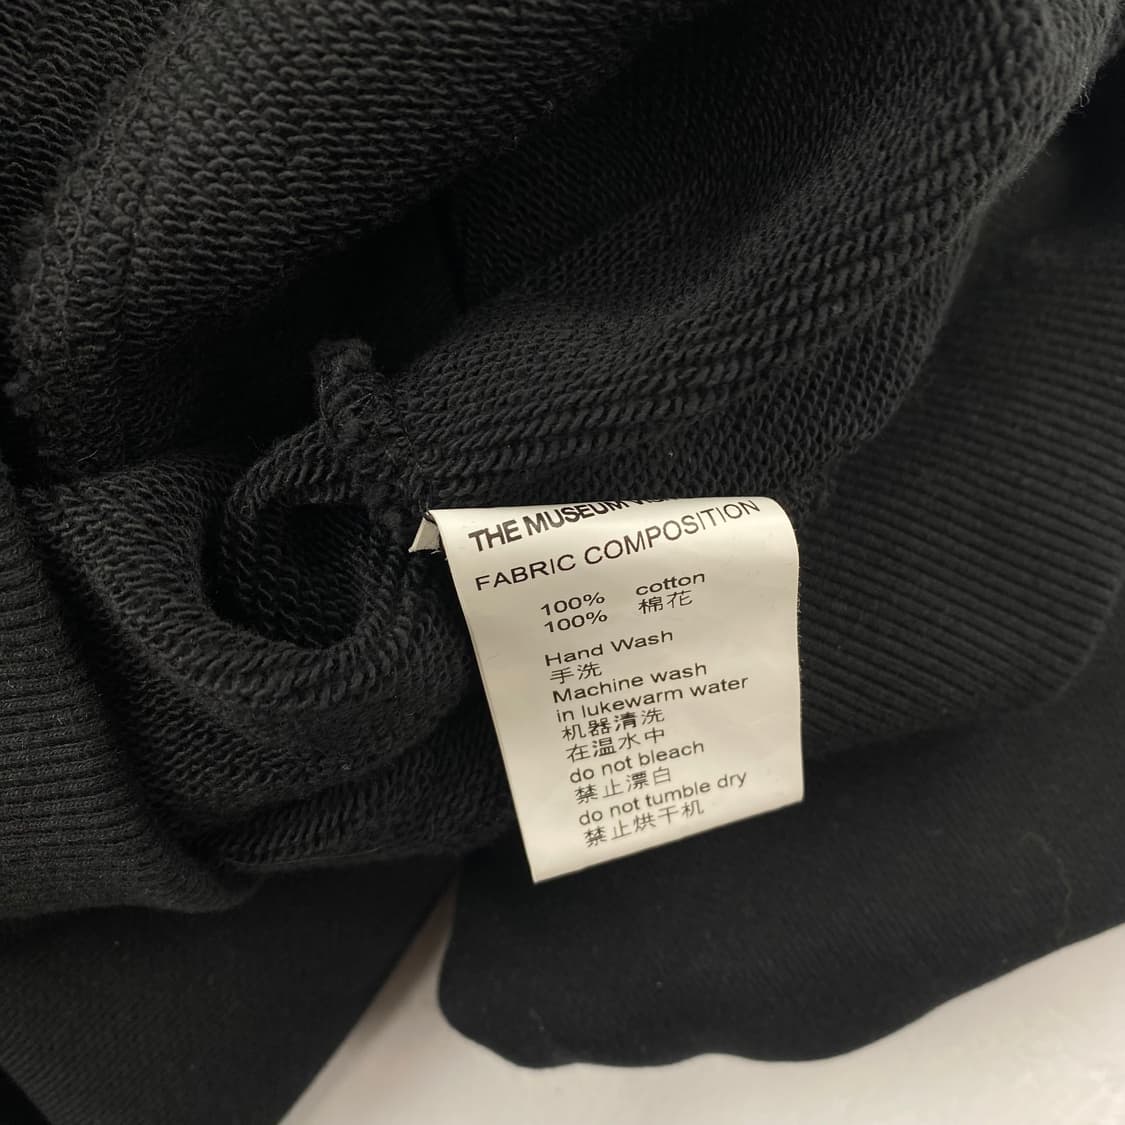 THE MUSEUM
FABRIC COMPOSITION
100% cotton
100% 棉花
Hand Wash
手洗
Machine wash
in lukewarm water
机器清洗
在温水中
do not bleach
禁止漂白
do not tumble dry
禁止烘干机